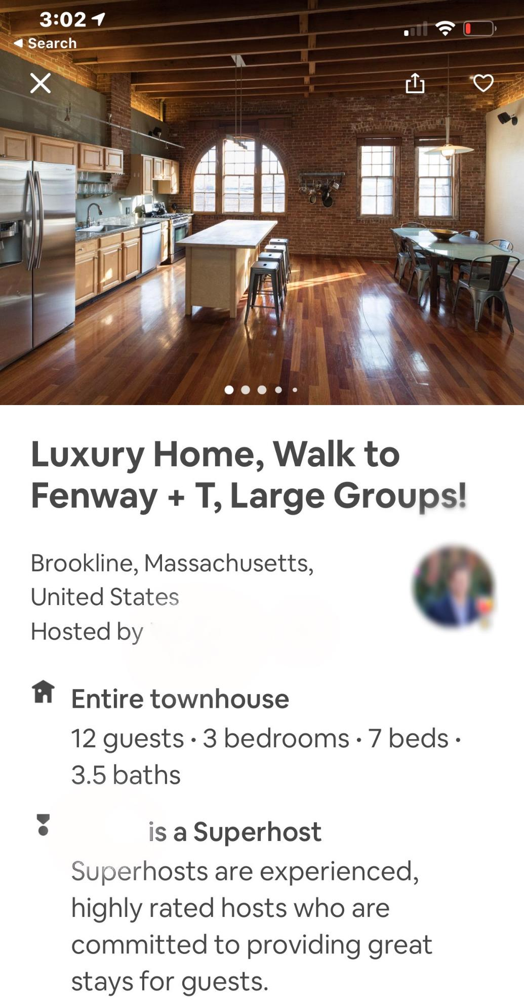 3:02
Search
Luxury Home, Walk to
Fenway + T, Large Groups!
Brookline, Massachusetts,
United States
Hosted by
Entire townhouse
12 guests · 3 bedrooms · 7 beds ·
3.5 baths
is a Superhost
Superhosts are experienced,
highly rated hosts who are
committed to providing great
stays for guests.